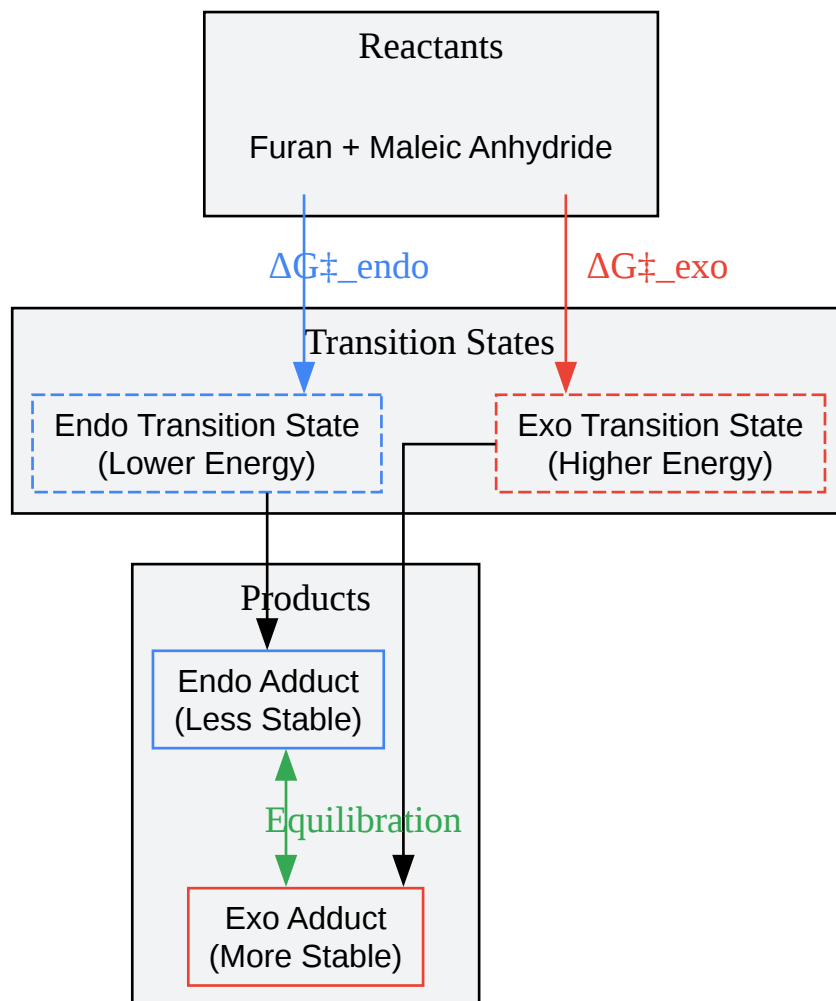 Reactants
Furan + Maleic Anhydride
ΔG‡_endo
ΔG‡_exo
Transition States
Endo Transition State
(Lower Energy)
Exo Transition State
(Higher Energy)
Products
Endo Adduct
(Less Stable)
Equilibration
Exo Adduct
(More Stable)